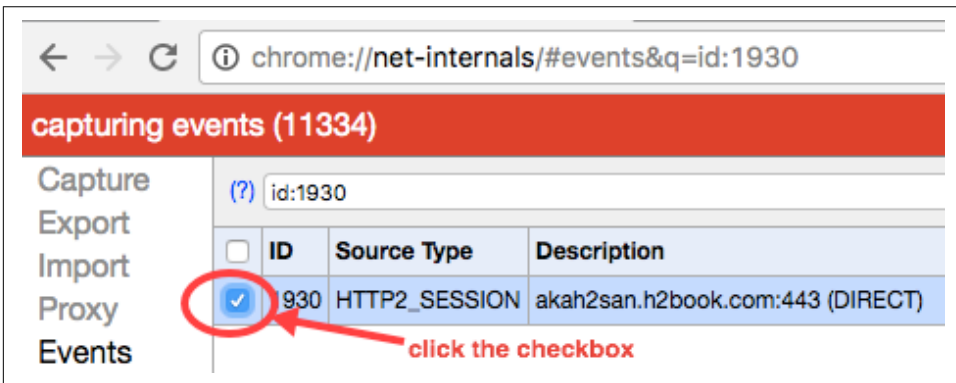 chrome://net-internals/#events&q=id:1930
capturing events (11334)
Capture
Export
Import
Proxy
Events
(?) id:1930
ID Source Type Description
1930 HTTP2_SESSION akah2san.h2book.com:443 (DIRECT)
click the checkbox